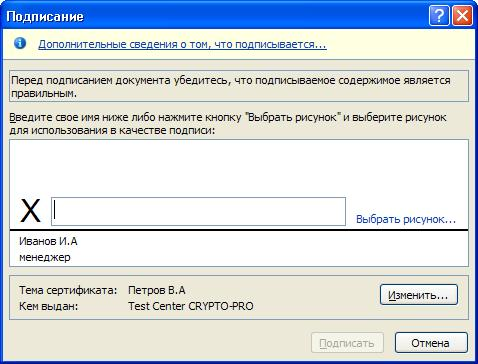 Подписание
Дополнительные сведения о том, что подписывается...
Перед подписанием документа убедитесь, что подписываемое содержимое является
правильным.
Введите свое имя ниже либо нажмите кнопку "Выбрать рисунок" и выберите рисунок
для использования в качестве подписи:
X
Выбрать рисунок...
Иванов И.А
менеджер
Тема сертификата: Петров В.А
Изменить...
Кем выдан: Test Center CRYPTO-PRO
Подписать Отмена